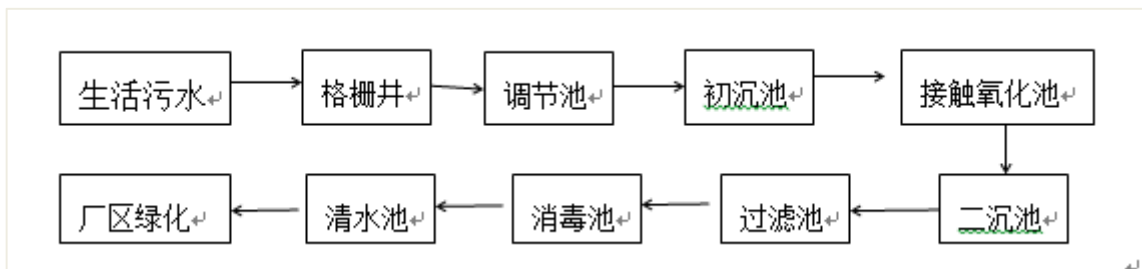 生活污水
格栅井
调节池
初沉池
接触氧化池
厂区绿化
清水池
消毒池
过滤池
二沉池